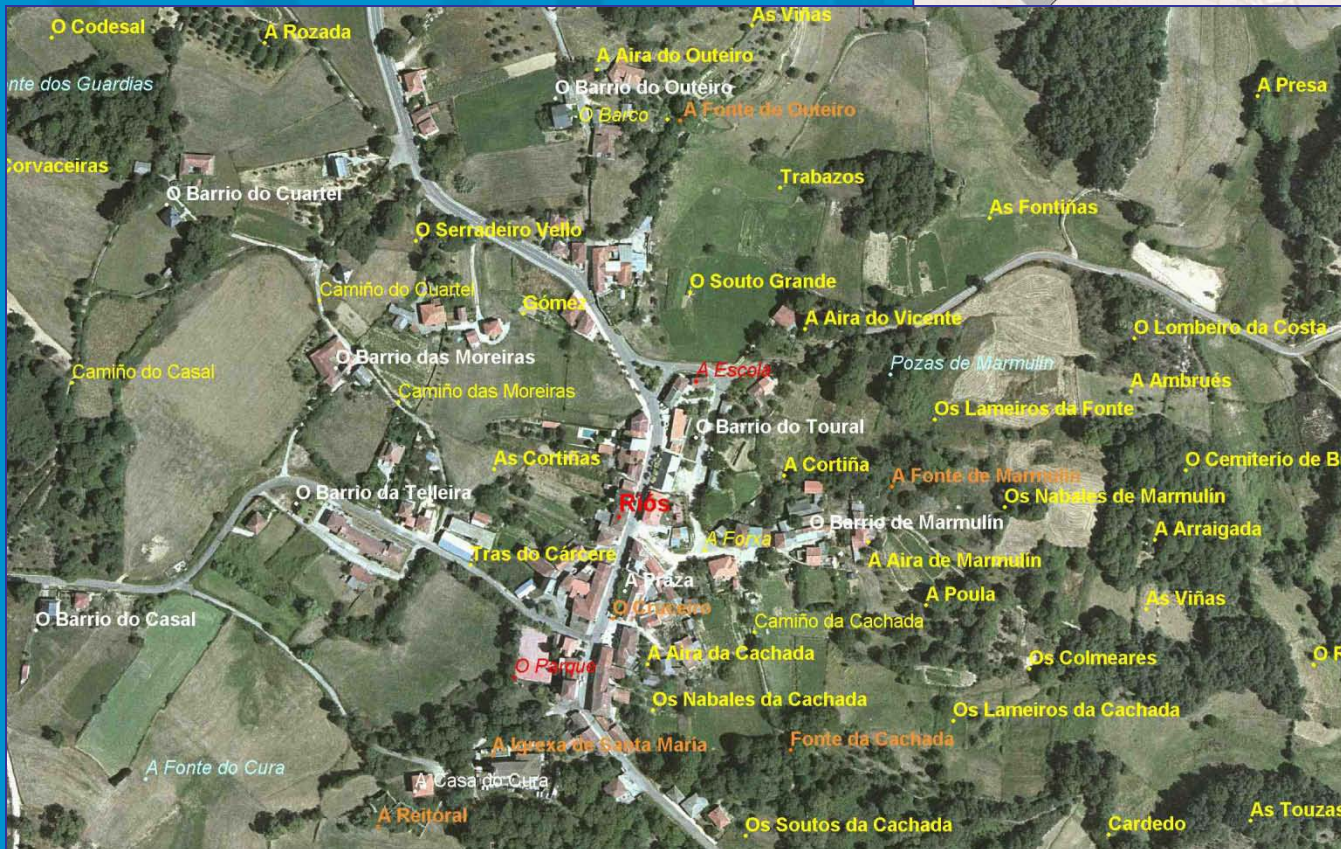 As Viñas
O Codesal
A Rozada
A Aira do Outeiro
nte dos Guardias
O Barrio do Outeiro
A Presa
O Barco
A Fonte do Outeiro
Corvaceiras
Trabazos
O Barrio do Cuartel
As Fontiñas
O Serradeiro Vello
O Souto Grande
Camiño do Cuartel
Gómez
A Aira do Vicente
O Lombeiro da Costa
O Barrio das Moreiras
Pozas de Marmulín
Camiño do Casal
A Escola
A Ambrués
Camiño das Moreiras
Os Lameiros da Fonte
O Barrio do Toural
As Cortiñas
A Cortiña
O Cemiterio de B
A Fonte de Marmulín
O Barrio da Telleira
Os Nabales de Marmulín
Riós
O Barrio de Marmulín
A Arraigada
A Forxa
Tras do Cárcere
A Aira de Marmulín
A Praza
A Poula
As Viñas
O Cruceiro
O Barrio do Casal
Camiño da Cachada
A Aira da Cachada
Os Colmeares
O Parque
Os Nabales da Cachada
Os Lameiros da Cachada
A Igrexa de Santa María
Fonte da Cachada
A Fonte do Cura
A Casa do Cura
A Reitoral
As Touzas
Os Soutos da Cachada
Cardedo